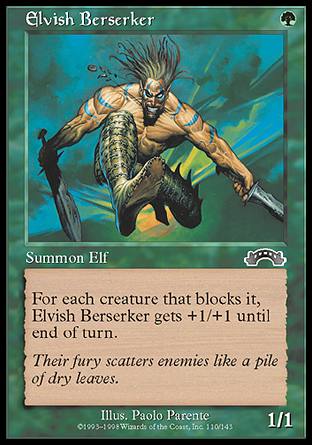 Elvish Berserker
Summon Elf
For each creature that blocks it,
Elvish Berserker gets +1/+1 until
end of turn.
Their fury scatters enemies like a pile
of dry leaves.
Illus. Paolo Parente
©1993–1998 Wizards of the Coast, Inc. 110/143
1/1